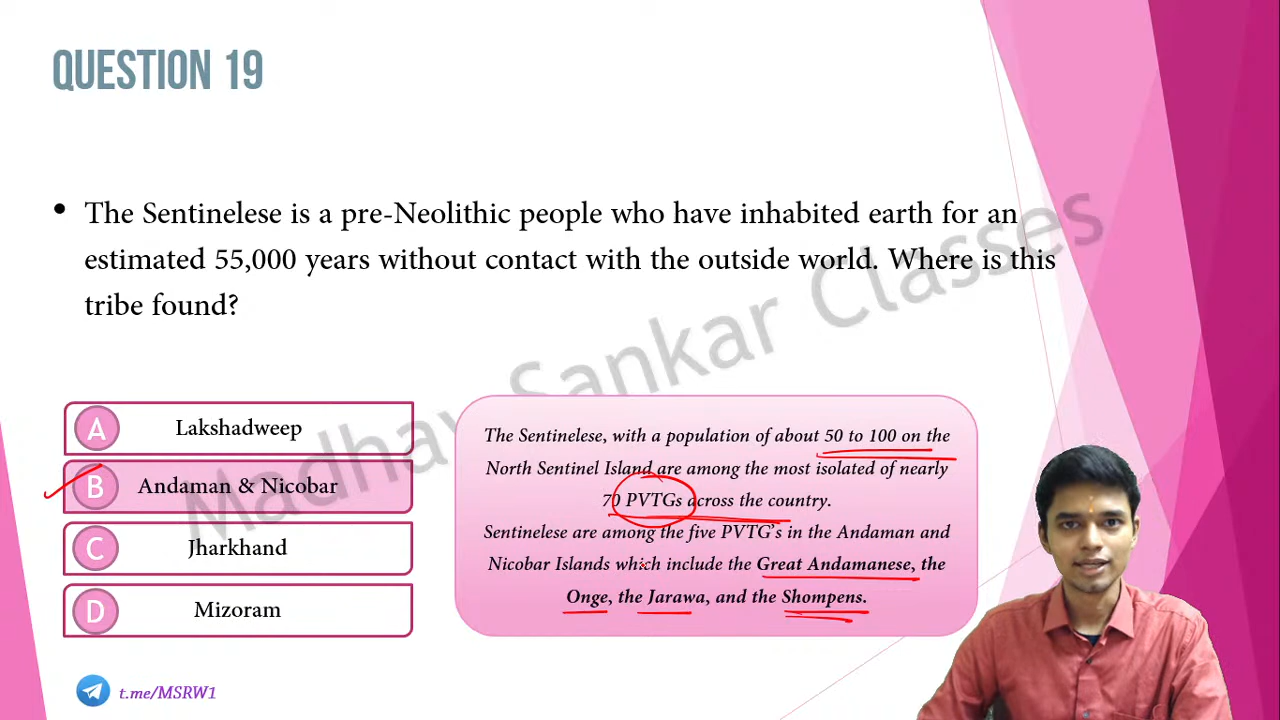 QUESTION 19
• The Sentinelese is a pre-Neolithic people who have inhabited earth for an
estimated 55,000 years without contact with the outside world. Where is this
tribe found?
A Lakshadweep
B Andaman & Nicobar
C Jharkhand
D Mizoram
The Sentinelese, with a population of about 50 to 100 on the
North Sentinel Island are among the most isolated of nearly
70 PVTGs across the country.
Sentinelese are among the five PVTG's in the Andaman and
Nicobar Islands which include the Great Andamanese, the
Onge, the Jarawa, and the Shompens.
Madhav Sankar Classes
t.me/MSRW1